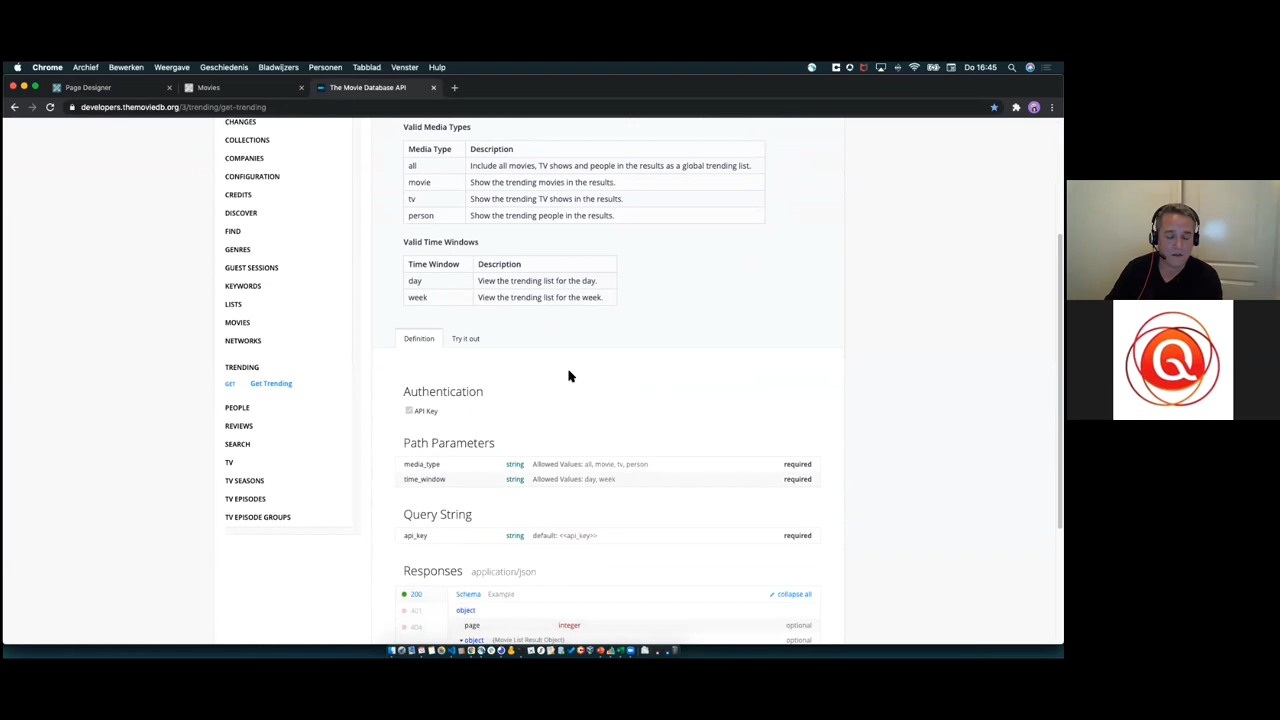 Chrome Archief Bewerken Weergave Geschiedenis Bladwijzers Personen Tabblad Venster Hulp Do 16:45
Page Designer × Movies × The Movie Database API × +
developers.themoviedb.org/3/trending/get-trending
CHANGES
COLLECTIONS
COMPANIES
CONFIGURATION
CREDITS
DISCOVER
FIND
GENRES
GUEST SESSIONS
KEYWORDS
LISTS
MOVIES
NETWORKS
TRENDING
GET Get Trending
PEOPLE
REVIEWS
SEARCH
TV
TV SEASONS
TV EPISODES
TV EPISODE GROUPS
Valid Media Types
Media Type Description
all Include all movies, TV shows and people in the results as a global trending list.
movie Show the trending movies in the results.
tv Show the trending TV shows in the results.
person Show the trending people in the results.
Valid Time Windows
Time Window Description
day View the trending list for the day.
week View the trending list for the week.
Definition Try it out
Authentication
API Key
Path Parameters
media_type string Allowed Values: all, movie, tv, person required
time_window string Allowed Values: day, week required
Query String
api_key string default: <<api_key>> required
Responses application/json
200 Schema Example collapse all
401 object
page integer optional
404
object {Movie List Result Object} optional
Q